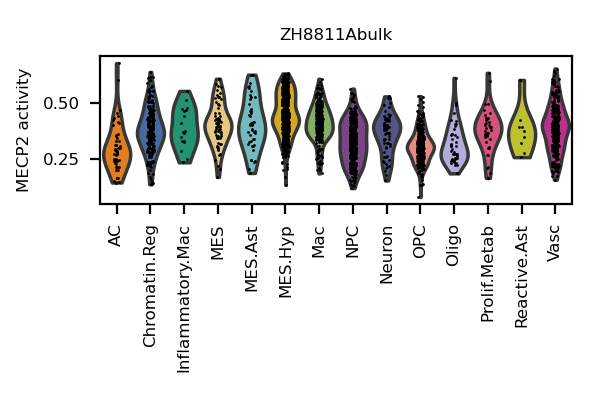 ZH8811Abulk
MECP2 activity
0.50
0.25
AC
Chromatin.Reg
Inflammatory.Mac
MES
MES.Ast
MES.Hyp
Mac
NPC
Neuron
OPC
Oligo
Prolif.Metab
Reactive.Ast
Vasc